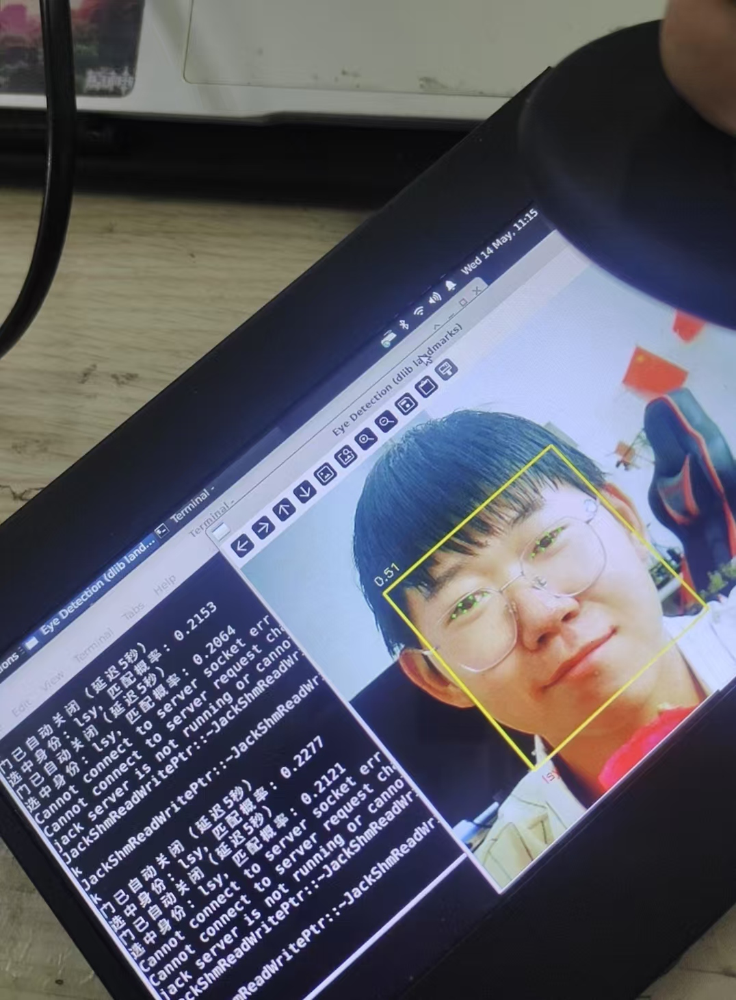 Wed 14 May, 11:15
Eye Detection (dlib land...
Terminal -
Terminal -
Edit View Terminal Tabs Help
Eye Detection (dlib landmarks)
门已自动关闭 (延迟5秒)
选中身份: lsy, 匹配概率: 0.2153
门已自动关闭 (延迟5秒)
选中身份: lsy, 匹配概率: 0.2064
Cannot connect to server socket err
Cannot connect to server request cha
jack server is not running or canno
JackShmReadWritePtr::~JackShmReadWr
k
JackShmReadWritePtr::~JackShmReadWr
k
门已自动关闭 (延迟5秒)
选中身份: lsy, 匹配概率: 0.2277
门已自动关闭 (延迟5秒)
选中身份: lsy, 匹配概率: 0.2121
Cannot connect to server socket err
Cannot connect to server request cha
jack server is not running or canno
ackShmReadWritePtr::~JackShmReadWr
mReadWritePtr::~JackShmReadWr
0.51
lsy